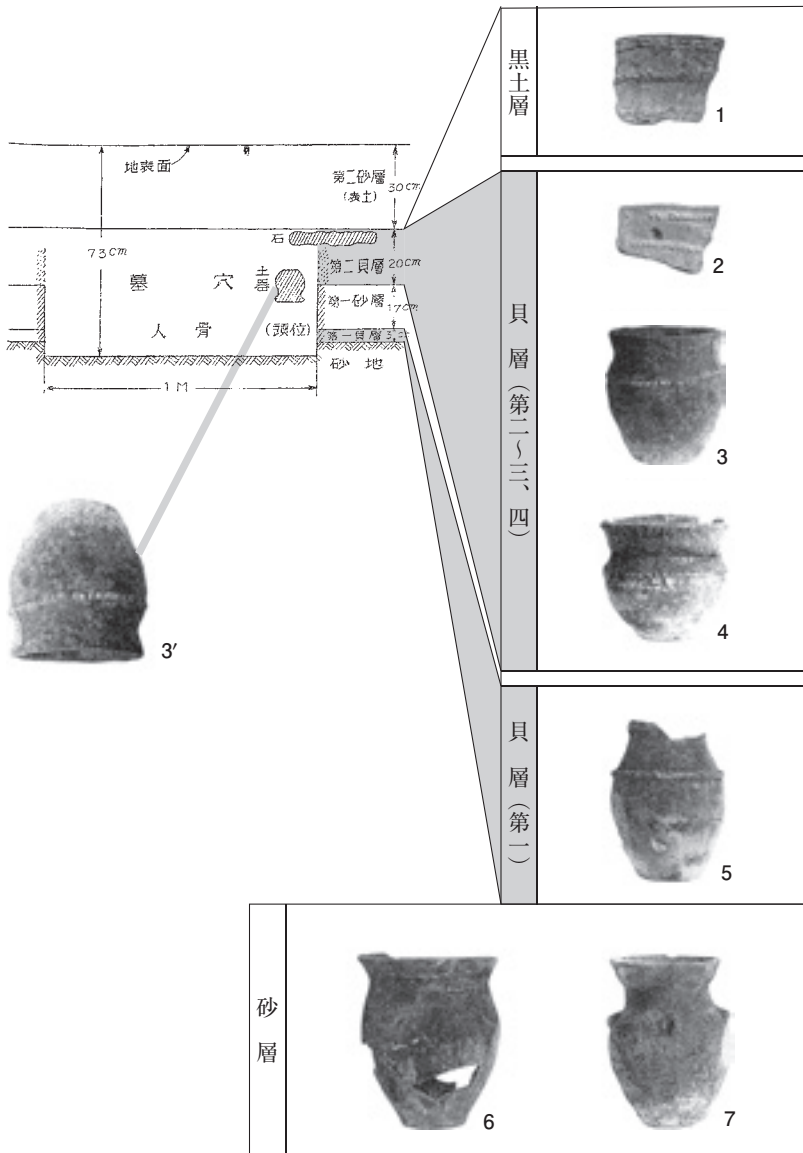 黒土層
1
地表面
第二砂層
(表土)
30cm
73cm
石
第二貝層
20cm
2
墓穴
土器
第一砂層
17cm
人骨
(頭位)
第一貝層
砂地
1M
貝層(第二〜三、四)
3
4
3′
貝層(第一)
5
砂層
6
7